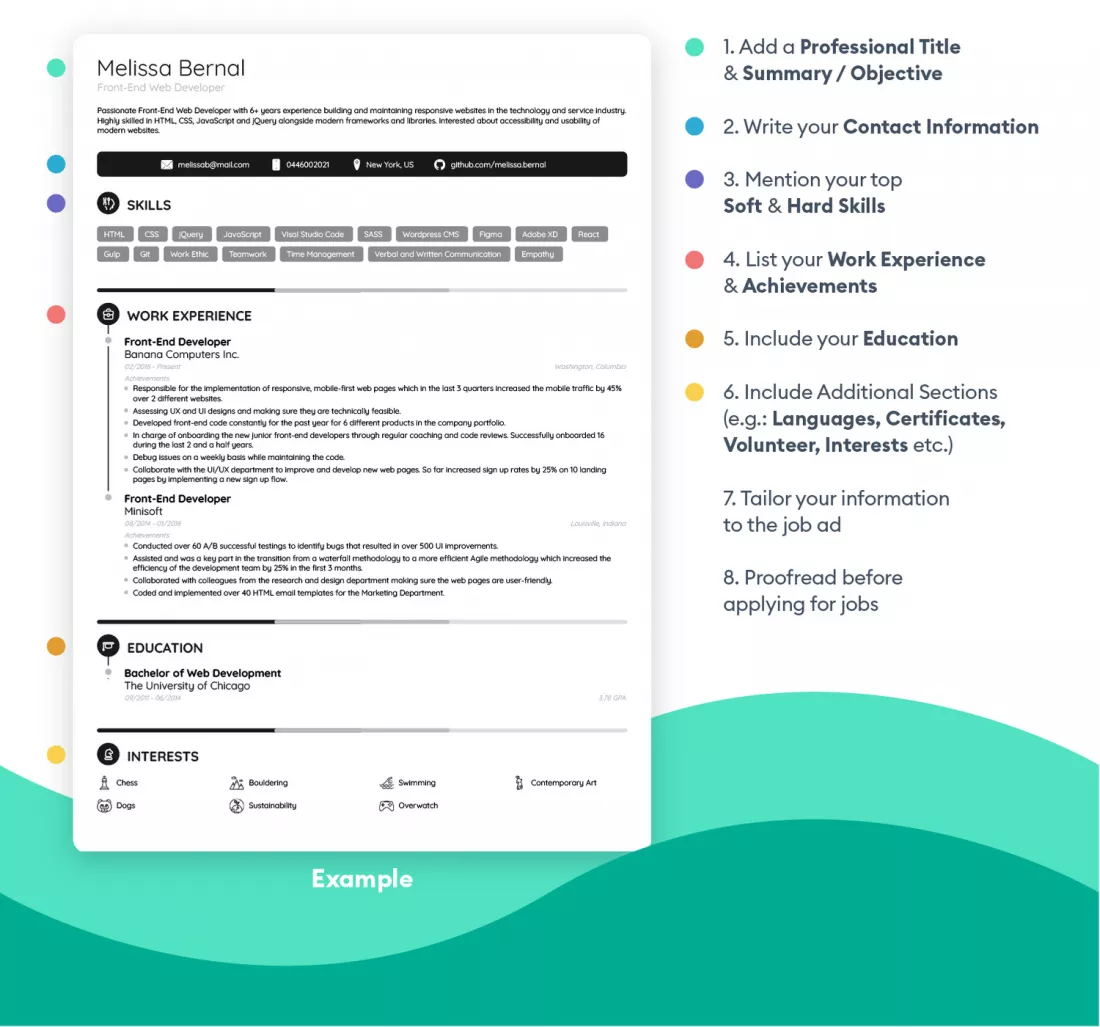 Melissa Bernal
Front-End Web Developer
Passionate Front-End Web Developer with 6+ years experience building and maintaining responsive websites in the technology and service industry.
Highly skilled in HTML, CSS, JavaScript and jQuery alongside modern frameworks and libraries. Interested about accessibility and usability of
modern websites.
melissab@mail.com 0446002021 New York, US github.com/melissa.bernal
SKILLS
HTML CSS jQuery JavaScript Visal Studio Code SASS Wordpress CMS Figma Adobe XD React
Gulp Git Work Ethic Teamwork Time Management Verbal and Written Communication Empathy
WORK EXPERIENCE
Front-End Developer
Banana Computers Inc.
02/2016 - Present Washington, Columbia
Achievements
Responsible for the implementation of responsive, mobile-first web pages which in the last 3 quarters increased the mobile traffic by 45%
over 2 different websites.
Assessing UX and UI designs and making sure they are technically feasible.
Developed front-end code constantly for the past year for 6 different products in the company portfolio.
In charge of onboarding the new junior front-end developers through regular coaching and code reviews. Successfully onboarded 16
during the last 2 and a half years.
Debug issues on a weekly basis while maintaining the code.
Collaborate with the UI/UX department to improve and develop new web pages. So far increased sign up rates by 25% on 10 landing
pages by implementing a new sign up flow.
Front-End Developer
Minisoft
08/2014 - 01/2016 Louisville, Indiana
Achievements
Conducted over 60 A/B successful testings to identify bugs that resulted in over 500 UI improvements.
Assisted and was a key part in the transition from a waterfall methodology to a more efficient Agile methodology which increased the
efficiency of the development team by 25% in the first 3 months.
Collaborated with colleagues from the research and design department making sure the web pages are user-friendly.
Coded and implemented over 40 HTML email templates for the Marketing Department.
EDUCATION
Bachelor of Web Development
The University of Chicago
09/2011 - 06/2014 3.78 GPA
INTERESTS
Chess Bouldering Swimming Contemporary Art
Dogs Sustainability Overwatch
Example
1. Add a Professional Title
& Summary / Objective
2. Write your Contact Information
3. Mention your top
Soft & Hard Skills
4. List your Work Experience
& Achievements
5. Include your Education
6. Include Additional Sections
(e.g.: Languages, Certificates,
Volunteer, Interests etc.)
7. Tailor your information
to the job ad
8. Proofread before
applying for jobs